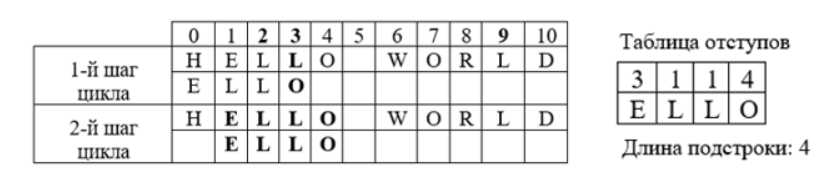 0 1 2 3 4 5 6 7 8 9 10
1-й шаг цикла H E L L O W O R L D
E L L O
2-й шаг цикла H E L L O W O R L D
E L L O
Таблица отступов
3 1 1 4
E L L O
Длина подстроки: 4